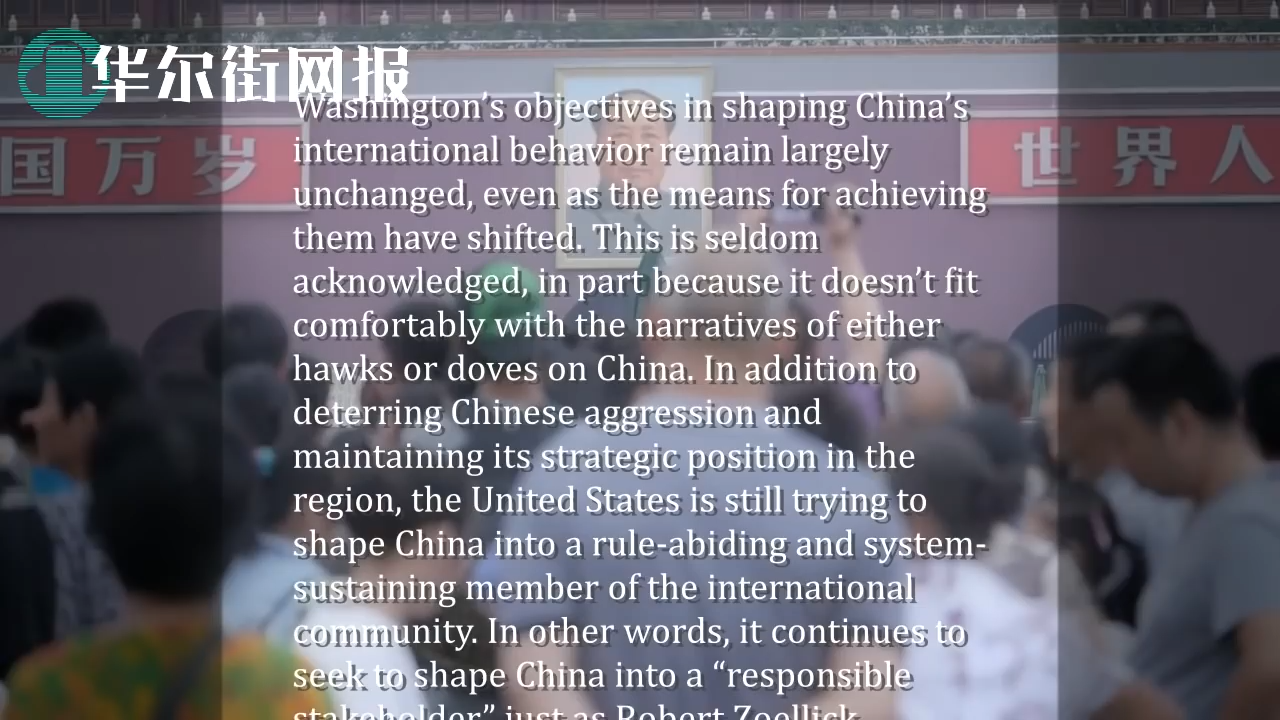 华尔街网报
Washington’s objectives in shaping China’s
international behavior remain largely
unchanged, even as the means for achieving
them have shifted. This is seldom
acknowledged, in part because it doesn’t fit
comfortably with the narratives of either
hawks or doves on China. In addition to
deterring Chinese aggression and
maintaining its strategic position in the
region, the United States is still trying to
shape China into a rule-abiding and system-
sustaining member of the international
community. In other words, it continues to
seek to shape China into a “responsible
stakeholder” just as Robert Zoellick
国万岁
世界人